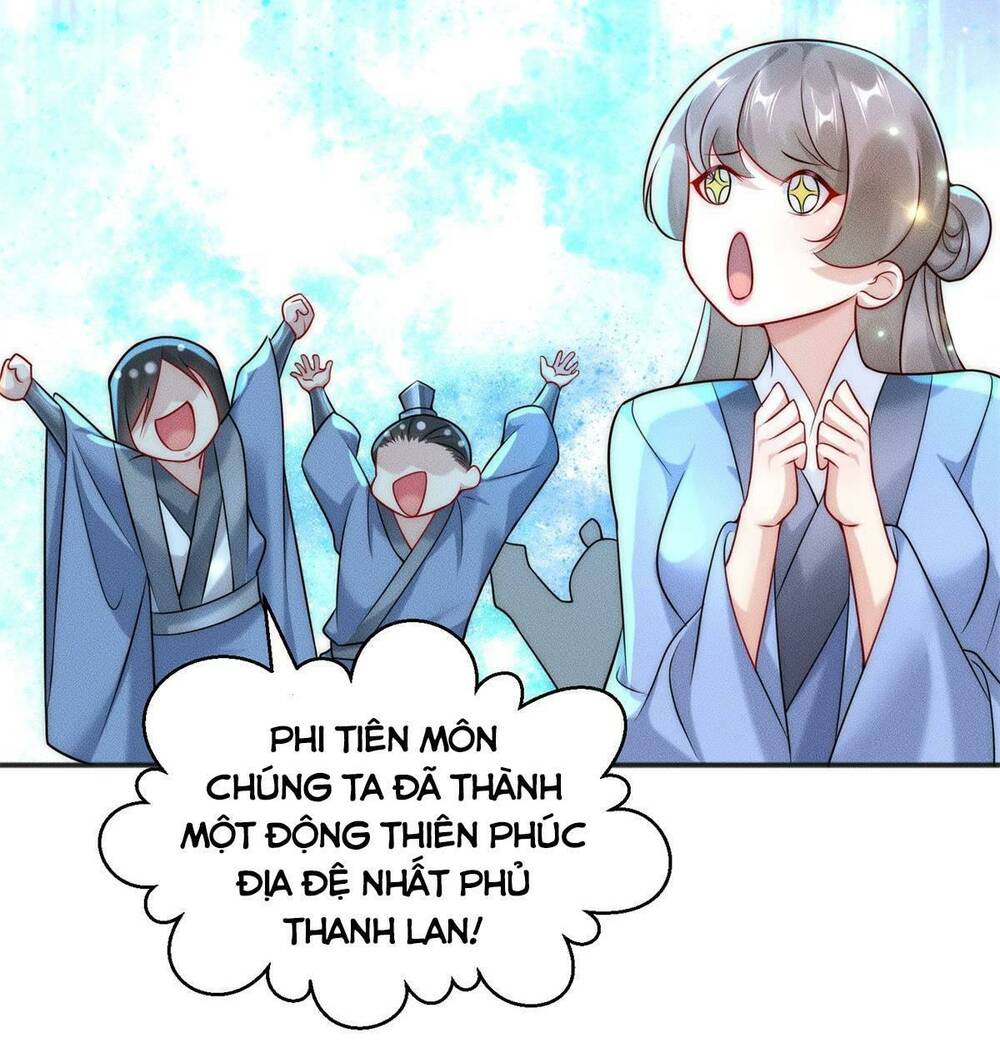 PHI TIÊN MÔN
CHÚNG TA ĐÃ THÀNH
MỘT ĐỘNG THIÊN PHÚC
ĐỊA ĐỆ NHẤT PHỦ
THANH LAN!